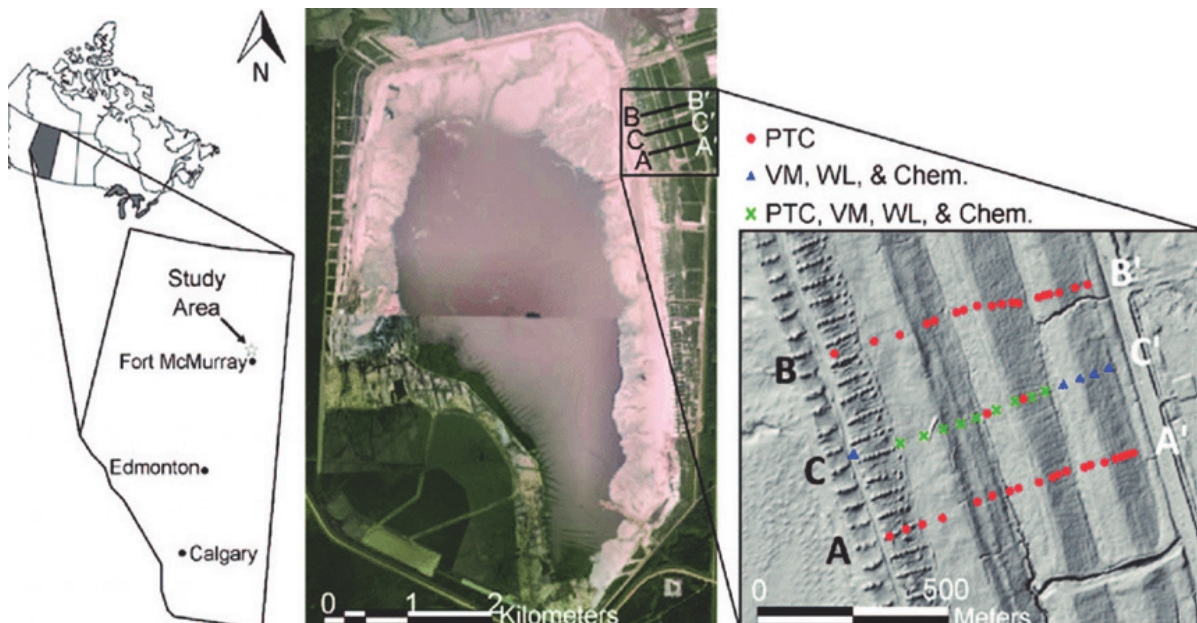 N
Study
Area
Fort McMurray
Edmonton
Calgary
B B'
C C'
A A'
0 1 2 Kilometers
PTC
VM, WL, & Chem.
PTC, VM, WL, & Chem.
B B'
C C'
A A'
0 500
Meters